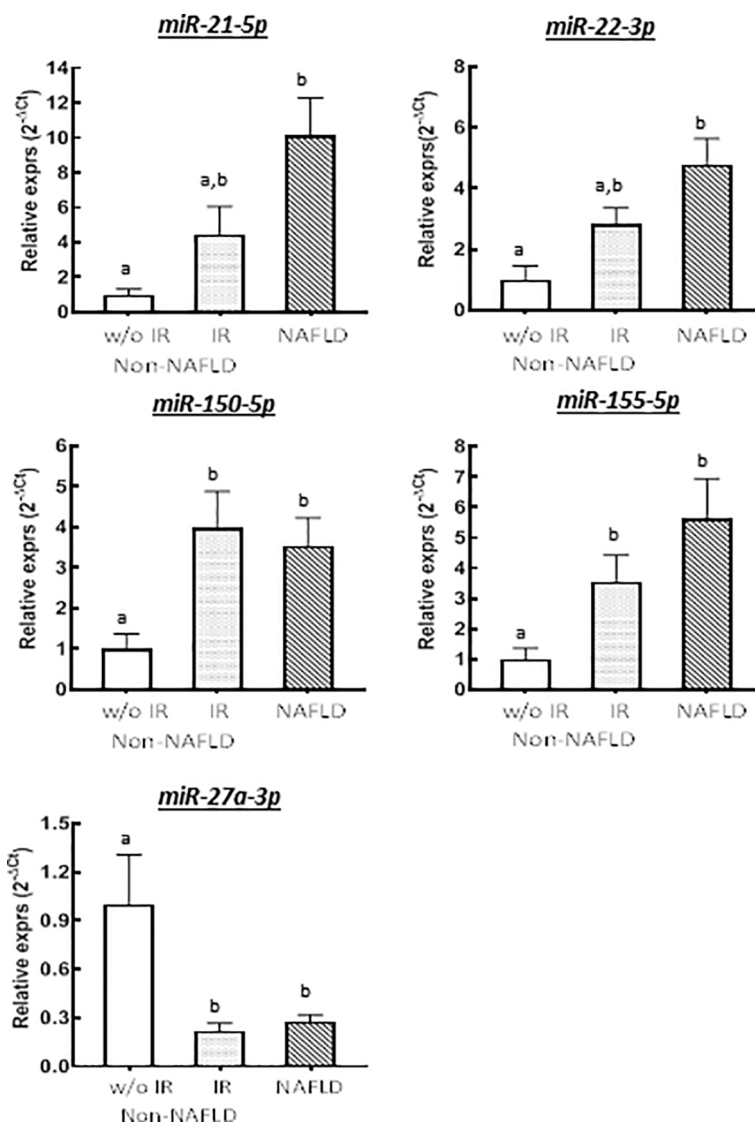 miR-21-5p
Relative exprs (2-ΔCt)
14
12
10
8
6
4
2
0
a
a,b
b
w/o IR IR NAFLD
Non-NAFLD
miR-22-3p
Relative exprs(2-ΔCt)
8
6
4
2
0
a
a,b
b
w/o IR IR NAFLD
Non-NAFLD
miR-150-5p
Relative exprs (2-ΔCt)
6
5
4
3
2
1
0
a
b
b
w/o IR IR NAFLD
Non-NAFLD
miR-155-5p
Relative exprs (2-ΔCt)
8
7
6
5
4
3
2
1
0
a
b
b
w/o IR IR NAFLD
Non-NAFLD
miR-27a-3p
Relative exprs (2-ΔCt)
1.5
1.2
0.9
0.6
0.3
0.0
a
b
b
w/o IR IR NAFLD
Non-NAFLD